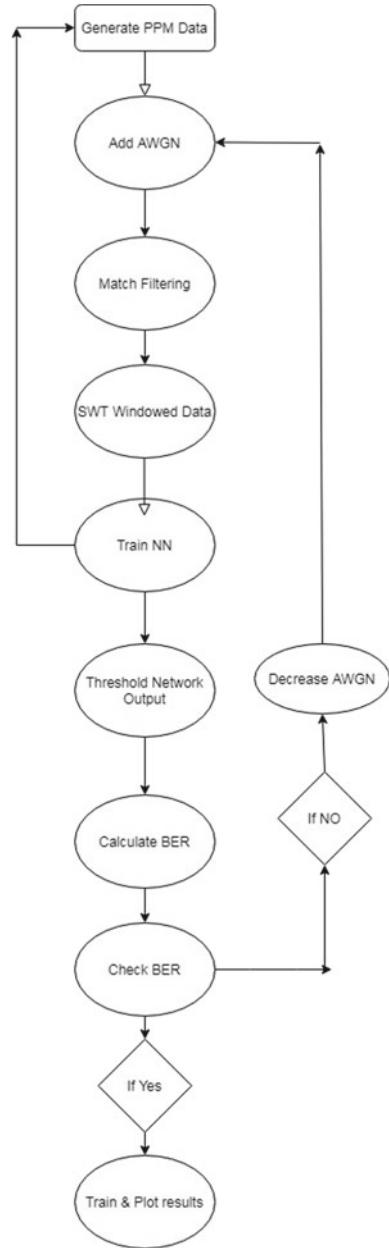 Generate PPM Data
Add AWGN
Match Filtering
SWT Windowed Data
Train NN
Threshold Network
Output
Decrease AWGN
If NO
Calculate BER
Check BER
If Yes
Train & Plot results